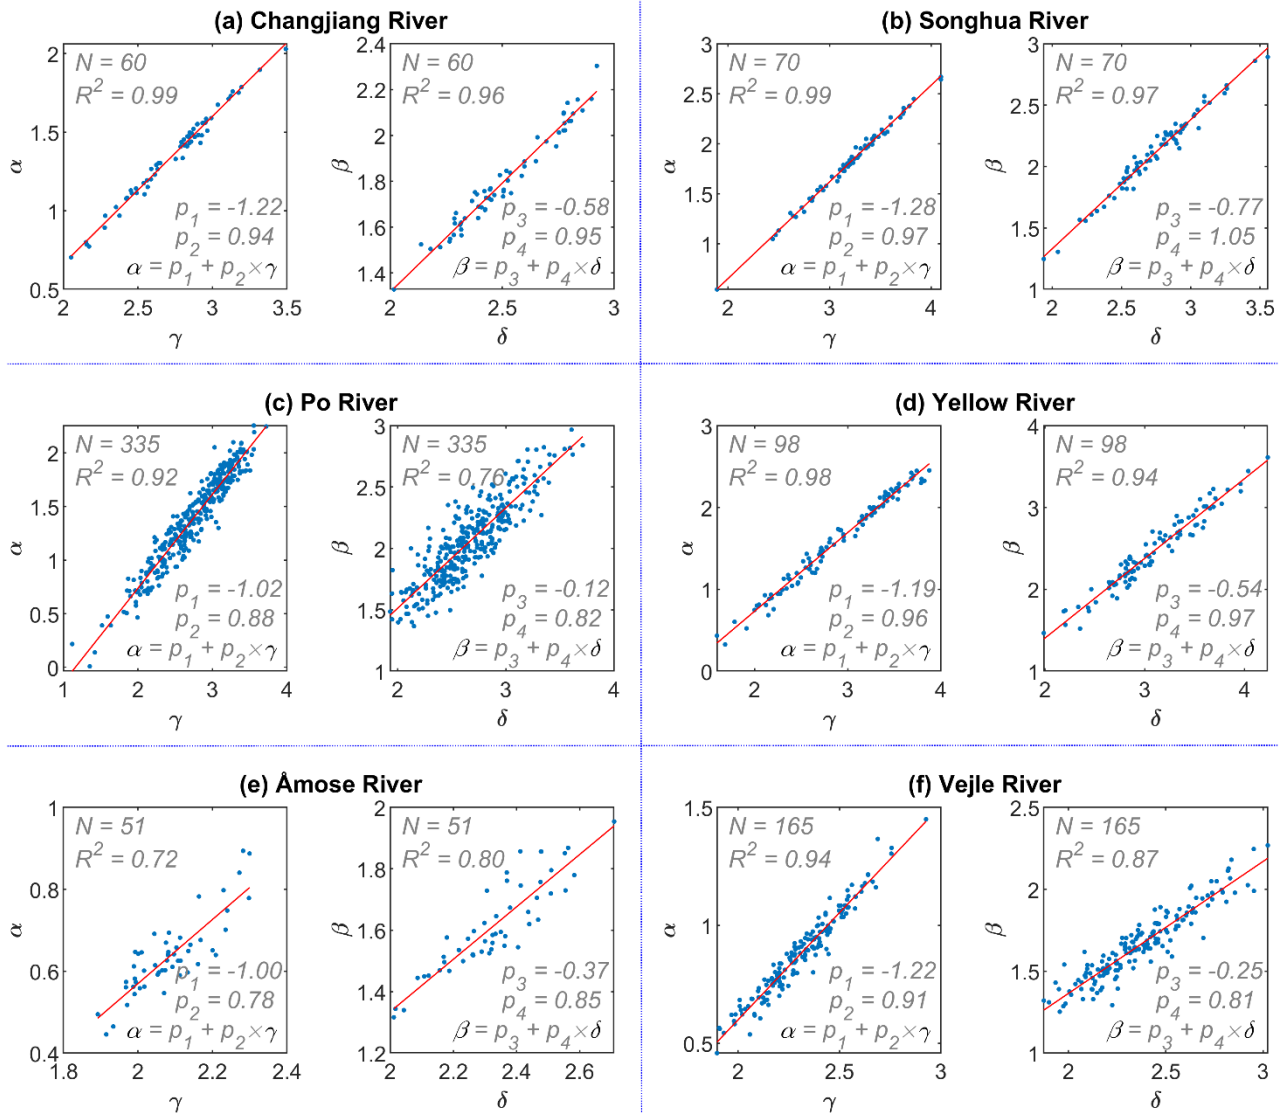 (a) Changjiang River
2
1.5
1
0.5
α
N = 60
R² = 0.99
p₁ = -1.22
p₂ = 0.94
α = p₁ + p₂×γ
2 2.5 3 3.5
γ
2.4
2.2
2
1.8
1.6
1.4
β
N = 60
R² = 0.96
p₃ = -0.58
p₄ = 0.95
β = p₃ + p₄×δ
2 2.5 3
δ
(b) Songhua River
3
2.5
2
1.5
1
α
N = 70
R² = 0.99
p₁ = -1.28
p₂ = 0.97
α = p₁ + p₂×γ
2 3 4
γ
3
2.5
2
1.5
1
β
N = 70
R² = 0.97
p₃ = -0.77
p₄ = 1.05
β = p₃ + p₄×δ
2 2.5 3 3.5
δ
(c) Po River
2
1.5
1
0.5
0
α
N = 335
R² = 0.92
p₁ = -1.02
p₂ = 0.88
α = p₁ + p₂×γ
1 2 3 4
γ
3
2.5
2
1.5
1
β
N = 335
R² = 0.76
p₃ = -0.12
p₄ = 0.82
β = p₃ + p₄×δ
2 3 4
δ
(d) Yellow River
3
2
1
0
α
N = 98
R² = 0.98
p₁ = -1.19
p₂ = 0.96
α = p₁ + p₂×γ
2 3 4
γ
4
3
2
1
β
N = 98
R² = 0.94
p₃ = -0.54
p₄ = 0.97
β = p₃ + p₄×δ
2 3 4
δ
(e) Åmose River
1
0.8
0.6
0.4
α
N = 51
R² = 0.72
p₁ = -1.00
p₂ = 0.78
α = p₁ + p₂×γ
1.8 2 2.2 2.4
γ
2
1.8
1.6
1.4
1.2
β
N = 51
R² = 0.80
p₃ = -0.37
p₄ = 0.85
β = p₃ + p₄×δ
2 2.2 2.4 2.6
δ
(f) Vejle River
1.5
1
0.5
α
N = 165
R² = 0.94
p₁ = -1.22
p₂ = 0.91
α = p₁ + p₂×γ
2 2.5 3
γ
2.5
2
1.5
1
β
N = 165
R² = 0.87
p₃ = -0.25
p₄ = 0.81
β = p₃ + p₄×δ
2 2.5 3
δ